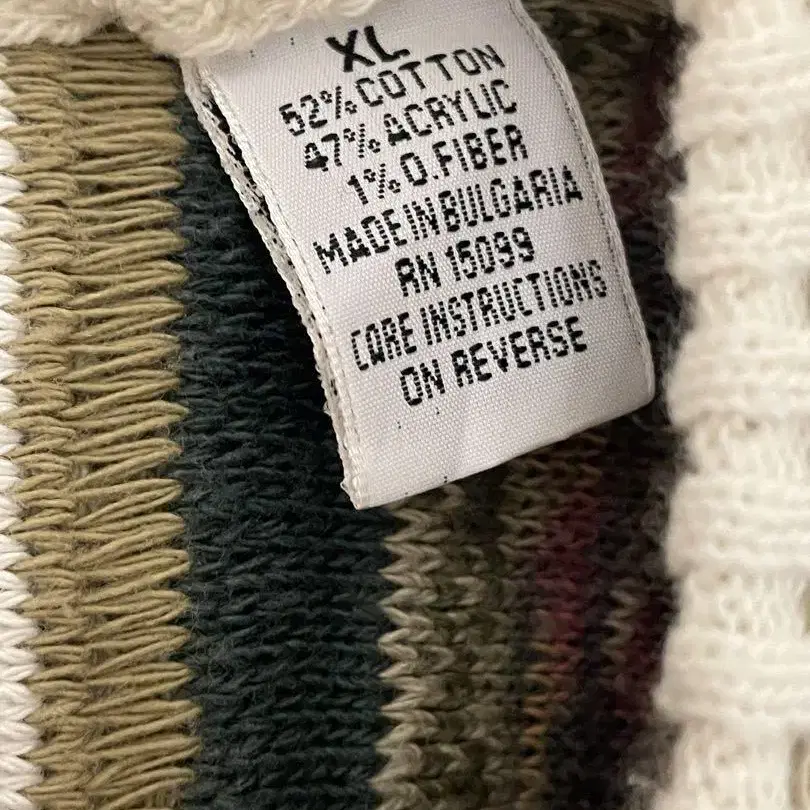 XL
52% COTTON
47% ACRYLIC
1% O.FIBER
MADE IN BULGARIA
RN 15099
CARE INSTRUCTIONS
ON REVERSE